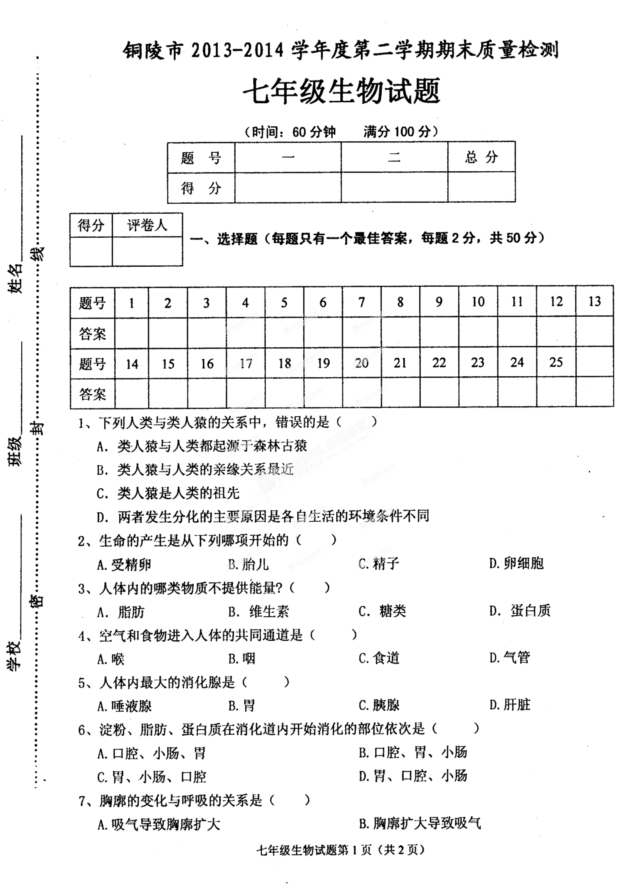 铜陵市 2013-2014 学年度第二学期期末质量检测
七年级生物试题
（时间：60 分钟 满分 100 分）
题 号 一 二 总 分
得 分
得分 评卷人
一、选择题（每题只有一个最佳答案，每题 2 分，共 50 分）
题号 1 2 3 4 5 6 7 8 9 10 11 12 13
答案
题号 14 15 16 17 18 19 20 21 22 23 24 25
答案
1、下列人类与类人猿的关系中，错误的是（ ）
A．类人猿与人类都起源于森林古猿
B．类人猿与人类的亲缘关系最近
C．类人猿是人类的祖先
D．两者发生分化的主要原因是各自生活的环境条件不同
2、生命的产生是从下列哪项开始的（ ）
A.受精卵 B.胎儿 C.精子 D.卵细胞
3、人体内的哪类物质不提供能量?（ ）
A．脂肪 B．维生素 C．糖类 D．蛋白质
4、空气和食物进入人体的共同通道是（ ）
A.喉 B.咽 C.食道 D.气管
5、人体内最大的消化腺是（ ）
A.唾液腺 B.胃 C.胰腺 D.肝脏
6、淀粉、脂肪、蛋白质在消化道内开始消化的部位依次是（ ）
A.口腔、小肠、胃 B.口腔、胃、小肠
C.胃、小肠、口腔 D.胃、口腔、小肠
7、胸廓的变化与呼吸的关系是（ ）
A.吸气导致胸廓扩大 B.胸廓扩大导致吸气
七年级生物试题第 1 页（共 2 页）
学校 班级 姓名
密 封 线